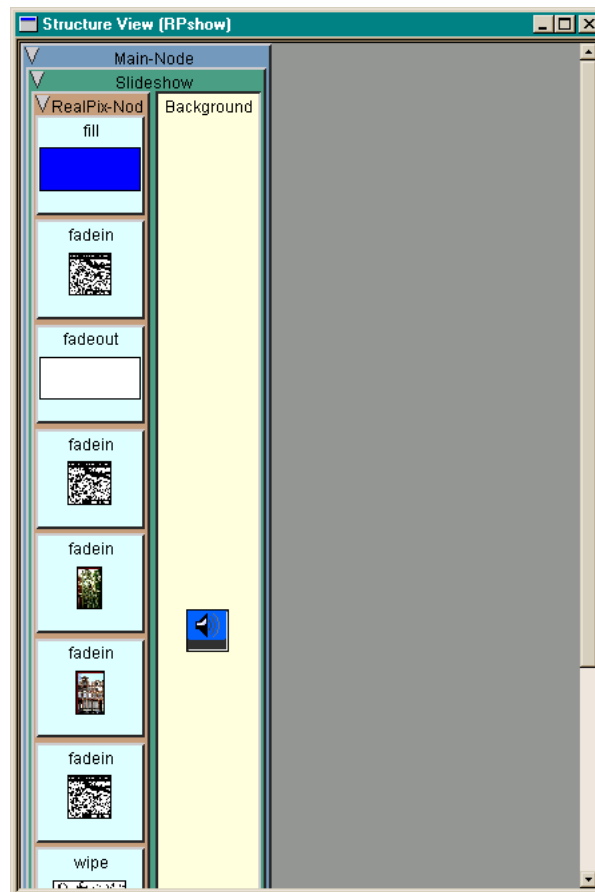 Structure View (RPshow)
Main-Node
Slideshow
RealPix-Nod
Background
fill
fadein
fadeout
fadein
fadein
fadein
fadein
wipe